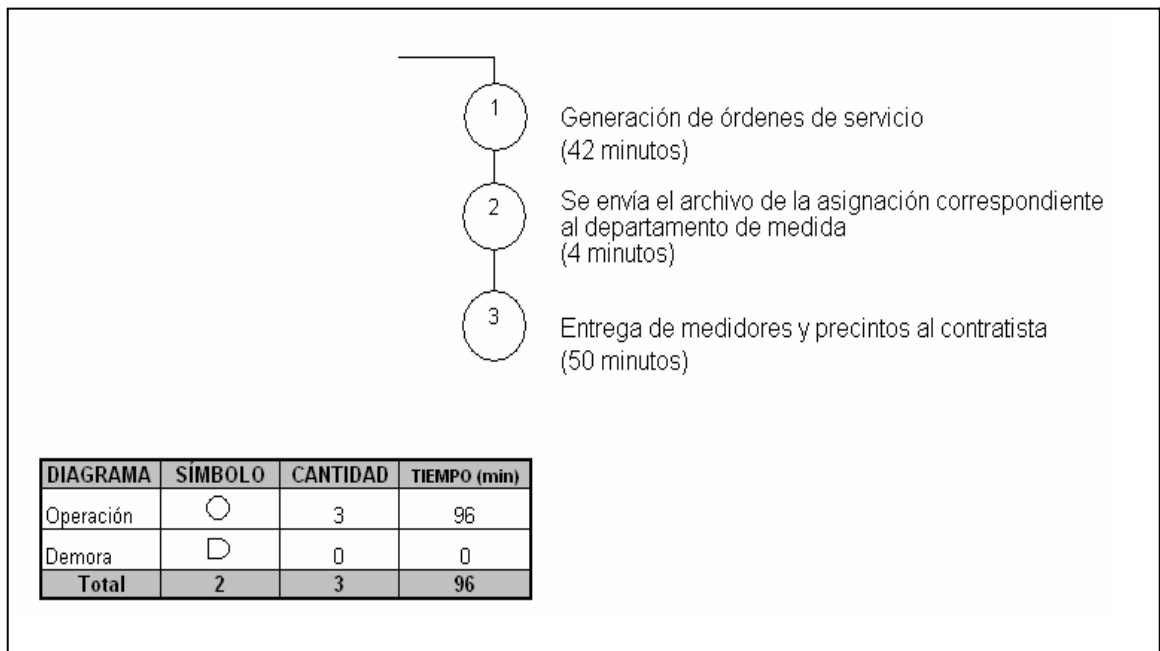 1
Generación de órdenes de servicio
(42 minutos)
2
Se envía el archivo de la asignación correspondiente
al departamento de medida
(4 minutos)
3
Entrega de medidores y precintos al contratista
(50 minutos)
DIAGRAMA SÍMBOLO CANTIDAD TIEMPO (min)
Operación 3 96
Demora 0 0
Total 2 3 96